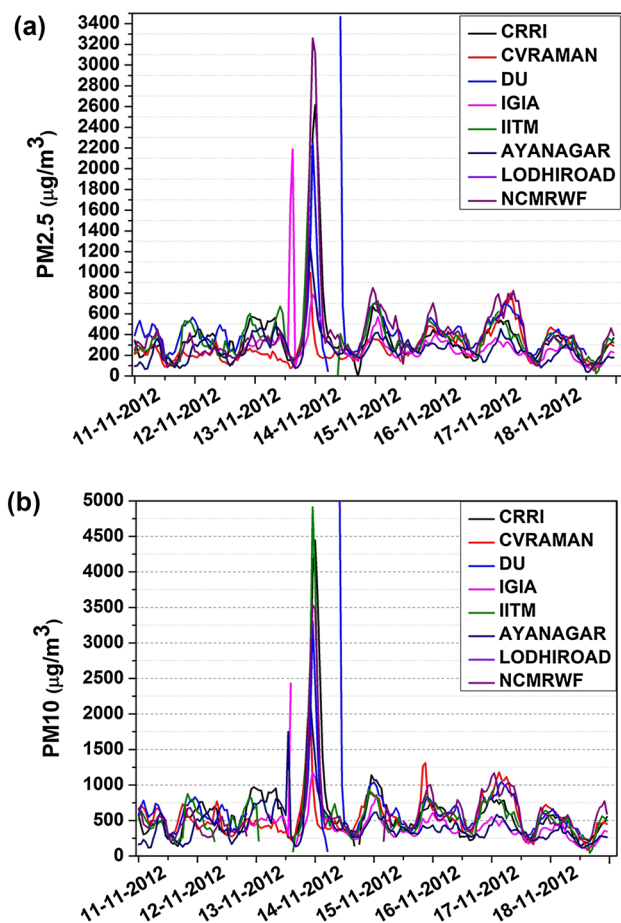 (a)
3400
3200
3000
2800
2600
2400
2200
2000
1800
1600
1400
1200
1000
800
600
400
200
0
PM2.5 (μg/m³)
CRRI
CVRAMAN
DU
IGIA
IITM
AYANAGAR
LODHIROAD
NCMRWF
11-11-2012
12-11-2012
13-11-2012
14-11-2012
15-11-2012
16-11-2012
17-11-2012
18-11-2012
(b)
5000
4500
4000
3500
3000
2500
2000
1500
1000
500
0
PM10 (μg/m³)
CRRI
CVRAMAN
DU
IGIA
IITM
AYANAGAR
LODHIROAD
NCMRWF
11-11-2012
12-11-2012
13-11-2012
14-11-2012
15-11-2012
16-11-2012
17-11-2012
18-11-2012